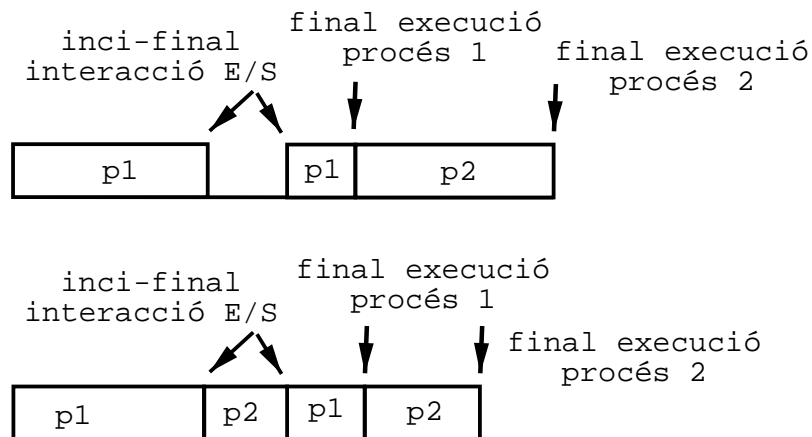 inci-final
interacció E/S
final execució
procés 1
final execució
procés 2
p1
p1
p2
inci-final
interacció E/S
final execució
procés 1
final execució
procés 2
p1
p2
p1
p2